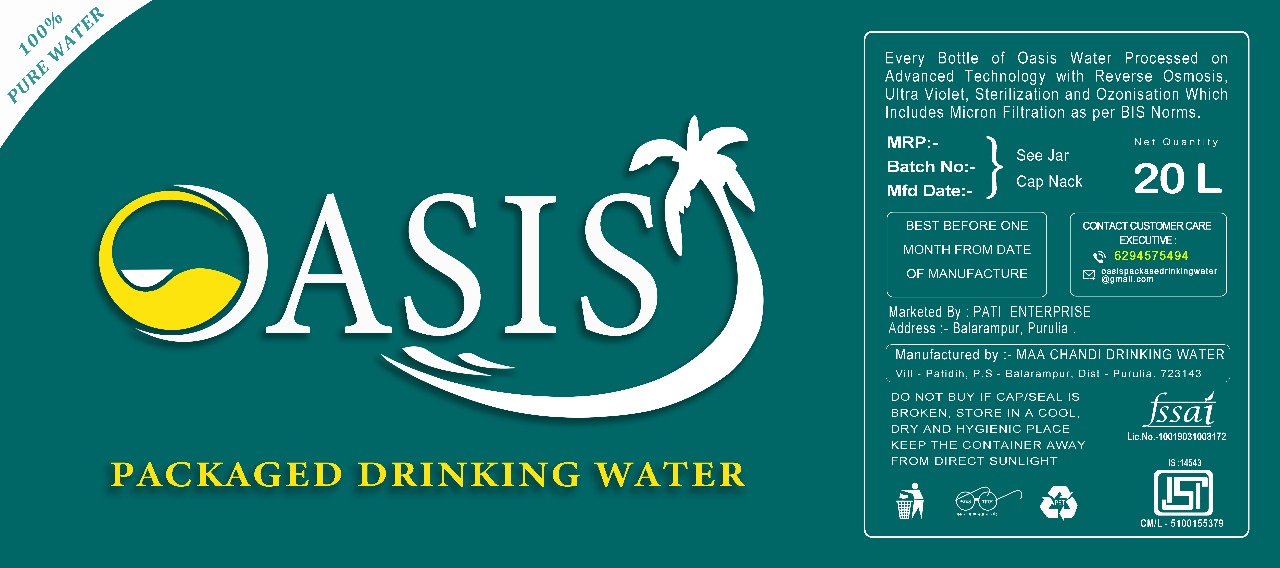 100%
PURE WATER
OASIS
PACKAGED DRINKING WATER
Every Bottle of Oasis Water Processed on
Advanced Technology with Reverse Osmosis,
Ultra Violet, Sterilization and Ozonisation Which
Includes Micron Filtration as per BIS Norms.
MRP:-
Batch No:-
Mfd Date:-
See Jar
Cap Nack
Net Quantity
20 L
BEST BEFORE ONE
MONTH FROM DATE
OF MANUFACTURE
CONTACT CUSTOMER CARE
EXECUTIVE :
6294575494
oasispackasedrinkingwater
@gmail.com
Marketed By : PATI ENTERPRISE
Address :- Balarampur, Purulia .
Manufactured by :- MAA CHANDI DRINKING WATER
Vill - Patidih, P.S - Balarampur, Dist - Purulia. 723143
DO NOT BUY IF CAP/SEAL IS
BROKEN, STORE IN A COOL,
DRY AND HYGIENIC PLACE
KEEP THE CONTAINER AWAY
FROM DIRECT SUNLIGHT
fssai
Lic.No.-10019031003172
IS :14543
CM/L - 5100155379
PET